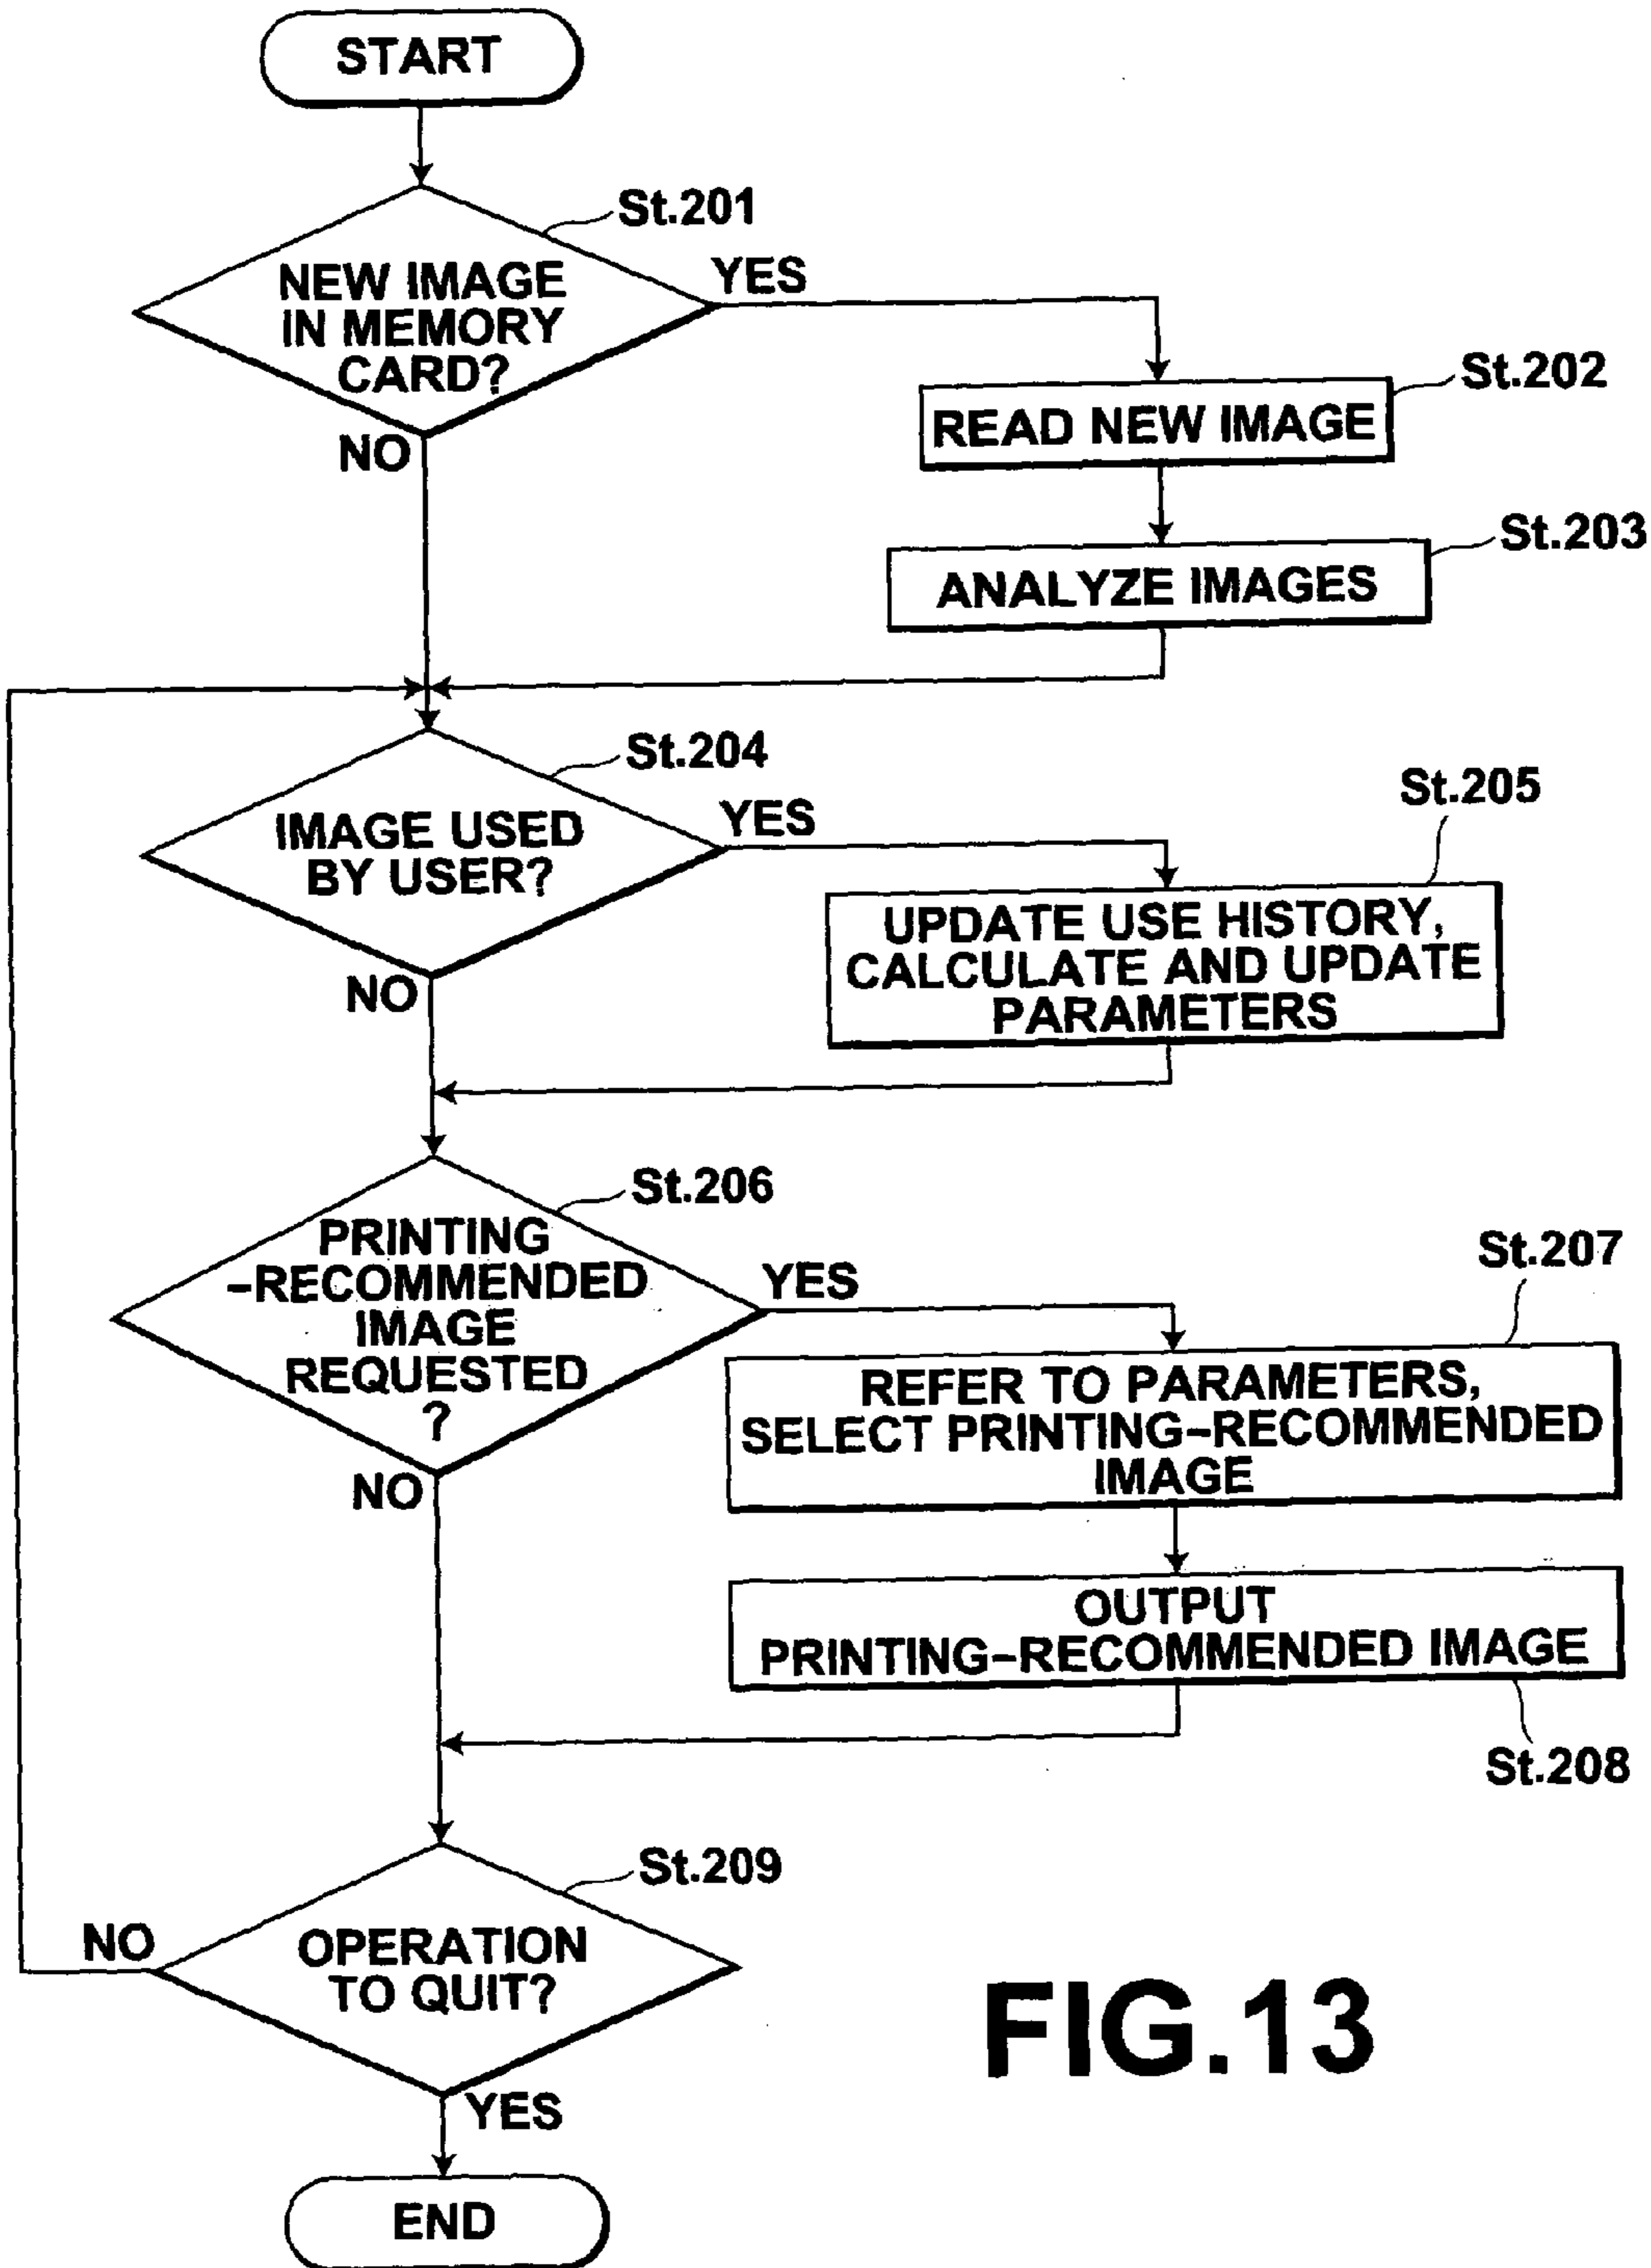 START
St.201
NEW IMAGE
IN MEMORY
CARD?
YES
NO
St.202
READ NEW IMAGE
St.203
ANALYZE IMAGES
St.204
IMAGE USED
BY USER?
YES
NO
St.205
UPDATE USE HISTORY,
CALCULATE AND UPDATE
PARAMETERS
St.206
PRINTING
-RECOMMENDED
IMAGE
REQUESTED
?
YES
NO
St.207
REFER TO PARAMETERS,
SELECT PRINTING-RECOMMENDED
IMAGE
OUTPUT
PRINTING-RECOMMENDED IMAGE
St.208
St.209
OPERATION
TO QUIT?
NO
YES
END
FIG.13